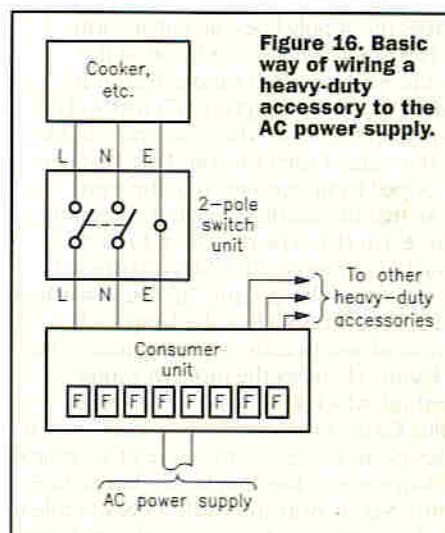 Figure 16. Basic
way of wiring a
heavy-duty
accessory to the
AC power supply.
Cooker,
etc.
L N E
2-pole
switch
unit
L N E
To other
heavy-duty
accessories
Consumer
unit
F F F F F F F F
AC power supply